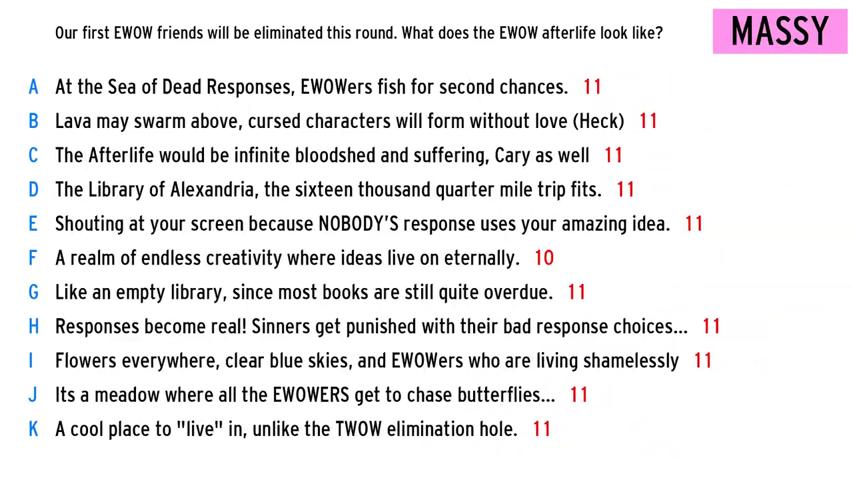 Our first EWOW friends will be eliminated this round. What does the EWOW afterlife look like?
MASSY
A At the Sea of Dead Responses, EWOWers fish for second chances. 11
B Lava may swarm above, cursed characters will form without love (Heck) 11
C The Afterlife would be infinite bloodshed and suffering, Cary as well 11
D The Library of Alexandria, the sixteen thousand quarter mile trip fits. 11
E Shouting at your screen because NOBODY'S response uses your amazing idea. 11
F A realm of endless creativity where ideas live on eternally. 10
G Like an empty library, since most books are still quite overdue. 11
H Responses become real! Sinners get punished with their bad response choices... 11
I Flowers everywhere, clear blue skies, and EWOWers who are living shamelessly 11
J Its a meadow where all the EWOWERS get to chase butterflies... 11
K A cool place to "live" in, unlike the TWOW elimination hole. 11